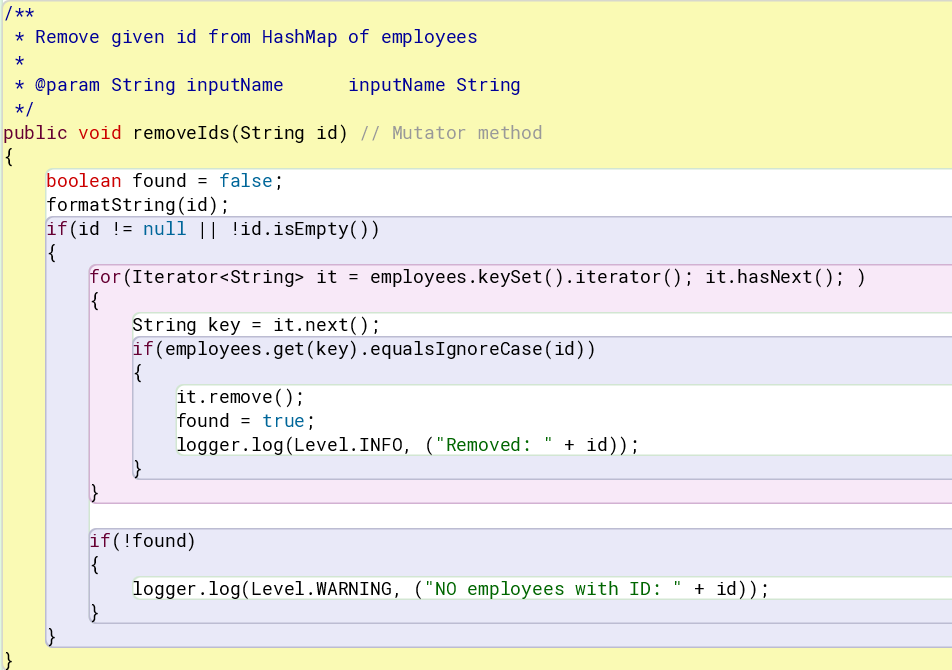 /**
 * Remove given id from HashMap of employees
 *
 * @param String inputName      inputName String
 */
public void removeIds(String id) // Mutator method
{
    boolean found = false;
    formatString(id);
    if(id != null || !id.isEmpty())
    {
        for(Iterator<String> it = employees.keySet().iterator(); it.hasNext(); )
        {
            String key = it.next();
            if(employees.get(key).equalsIgnoreCase(id))
            {
                it.remove();
                found = true;
                logger.log(Level.INFO, ("Removed: " + id));
            }
        }

        if(!found)
        {
            logger.log(Level.WARNING, ("NO employees with ID: " + id));
        }
    }
}